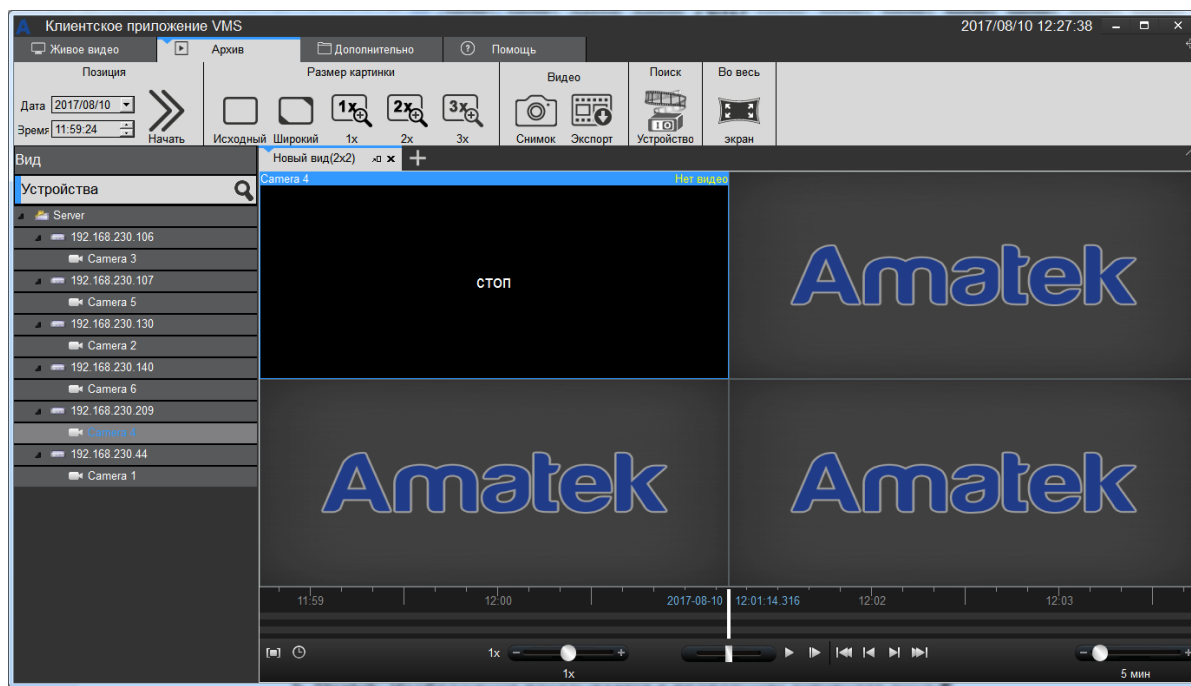 Клиентское приложение VMS 2017/08/10 12:27:38
Живое видео Архив Дополнительно Помощь
Позиция Размер картинки Видео Поиск Во весь
Дата 2017/08/10
Время 11:59:24
1x 2x 3x
Начать Исходный Широкий 1x 2x 3x Снимок Экспорт Устройство экран
Вид Новый вид(2x2)
Устройства
Camera 4 Нет видео
Server
192.168.230.106
Camera 3
192.168.230.107
Camera 5
192.168.230.130
Camera 2
192.168.230.140
Camera 6
192.168.230.209
Camera 4
192.168.230.44
Camera 1
стоп
Amatek
Amatek
Amatek
11:59 12:00 2017-08-10 12:01:14.316 12:02 12:03
1x
1x 5 мин